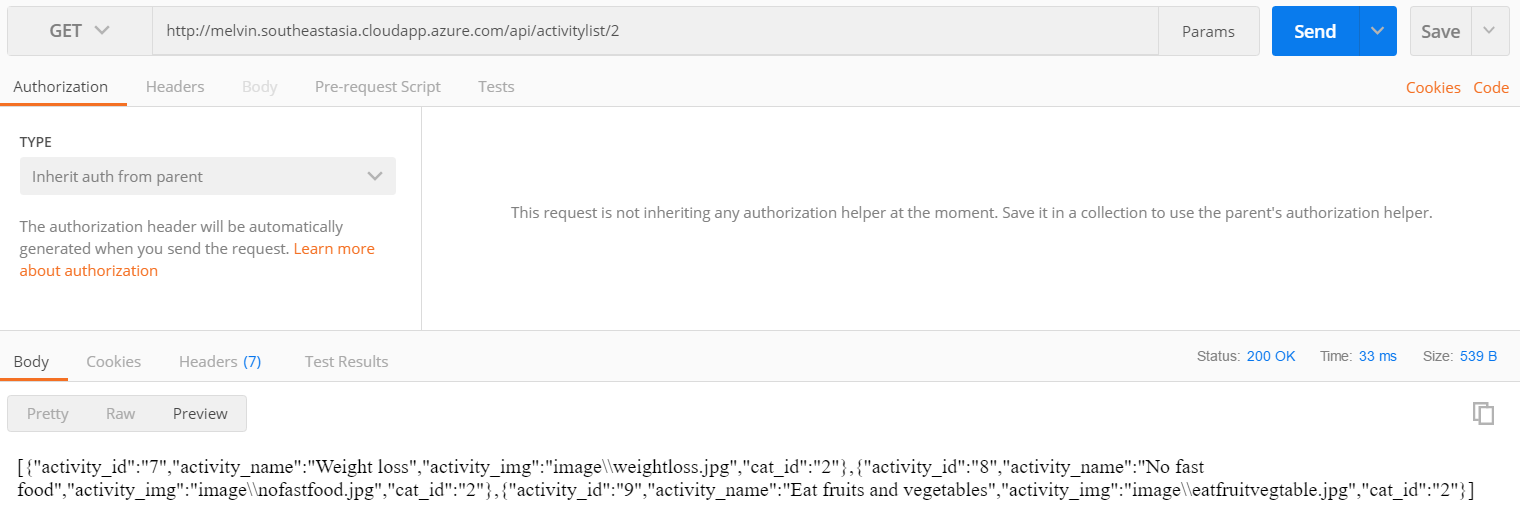 GET http://melvin.southeastasia.cloudapp.azure.com/api/activitylist/2 Params Send Save
Authorization Headers Body Pre-request Script Tests Cookies Code
TYPE
Inherit auth from parent
This request is not inheriting any authorization helper at the moment. Save it in a collection to use the parent's authorization helper.
The authorization header will be automatically
generated when you send the request. Learn more
about authorization
Body Cookies Headers (7) Test Results Status: 200 OK Time: 33 ms Size: 539 B
Pretty Raw Preview
[{"activity_id":"7","activity_name":"Weight loss","activity_img":"image\\weightloss.jpg","cat_id":"2"},{"activity_id":"8","activity_name":"No fast
food","activity_img":"image\\nofastfood.jpg","cat_id":"2"},{"activity_id":"9","activity_name":"Eat fruits and vegetables","activity_img":"image\\eatfruitvegtable.jpg","cat_id":"2"}]